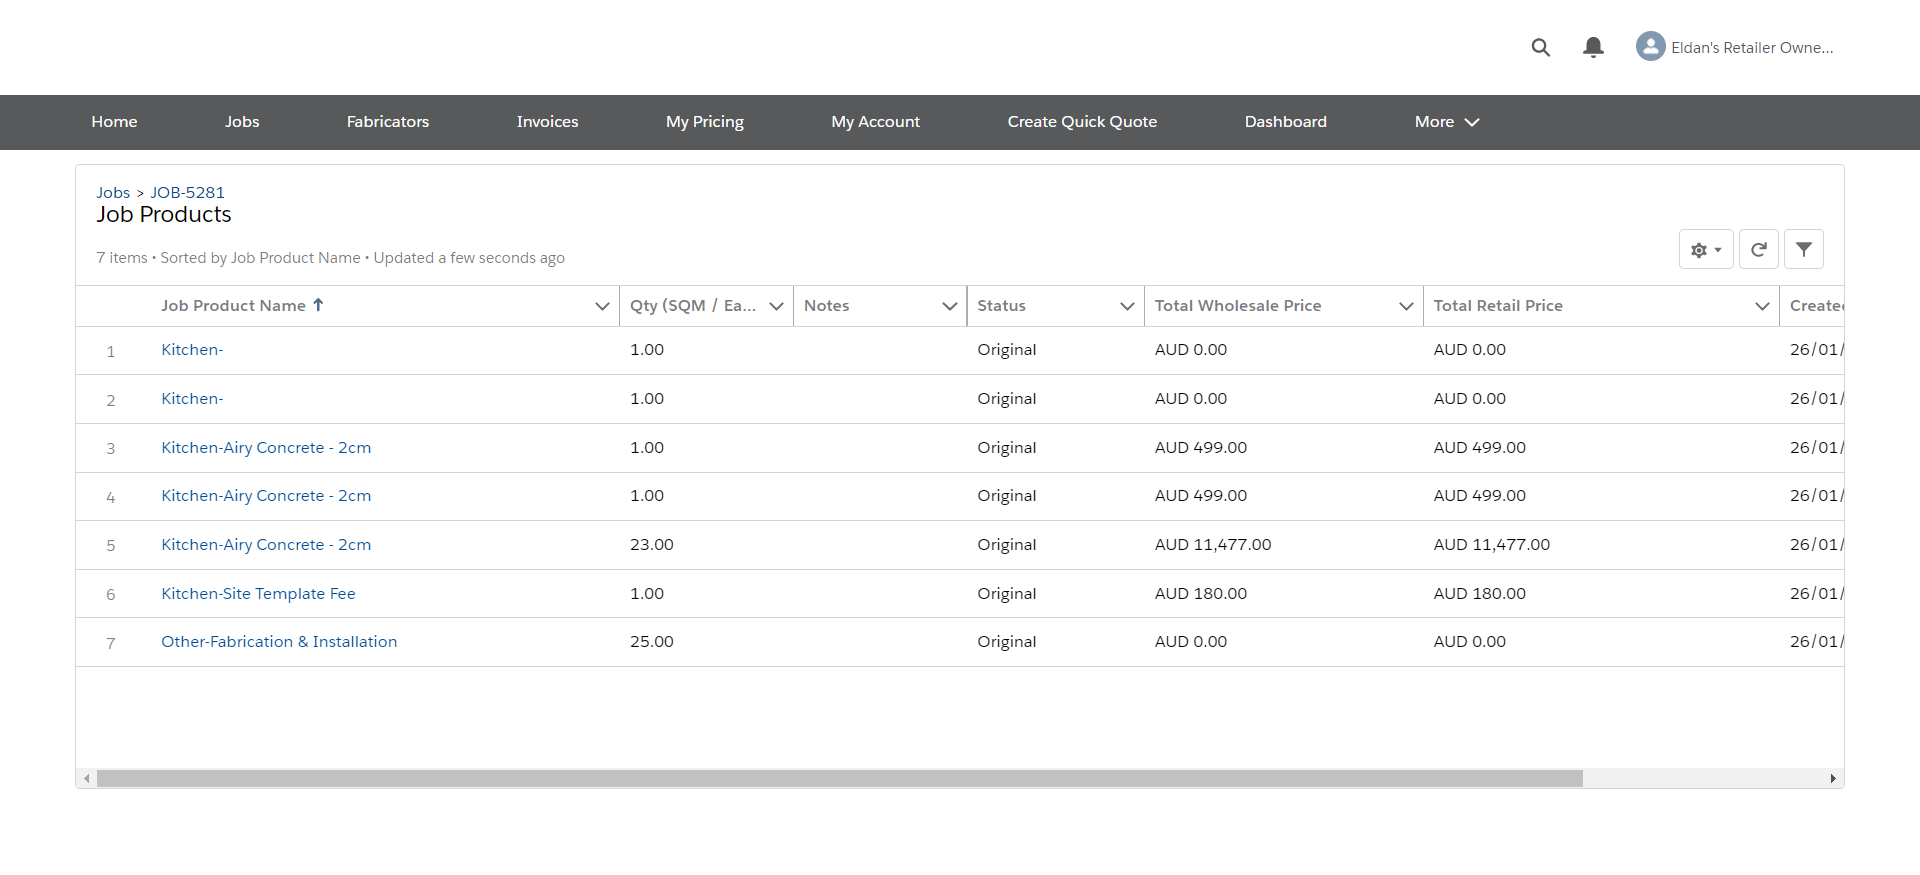 Eldan's Retailer Owne...
Home Jobs Fabricators Invoices My Pricing My Account Create Quick Quote Dashboard More
Jobs > JOB-5281
Job Products
7 items • Sorted by Job Product Name • Updated a few seconds ago
Job Product Name Qty (SQM / Ea... Notes Status Total Wholesale Price Total Retail Price Created
1 Kitchen- 1.00 Original AUD 0.00 AUD 0.00 26/01/
2 Kitchen- 1.00 Original AUD 0.00 AUD 0.00 26/01/
3 Kitchen-Airy Concrete - 2cm 1.00 Original AUD 499.00 AUD 499.00 26/01/
4 Kitchen-Airy Concrete - 2cm 1.00 Original AUD 499.00 AUD 499.00 26/01/
5 Kitchen-Airy Concrete - 2cm 23.00 Original AUD 11,477.00 AUD 11,477.00 26/01/
6 Kitchen-Site Template Fee 1.00 Original AUD 180.00 AUD 180.00 26/01/
7 Other-Fabrication & Installation 25.00 Original AUD 0.00 AUD 0.00 26/01/